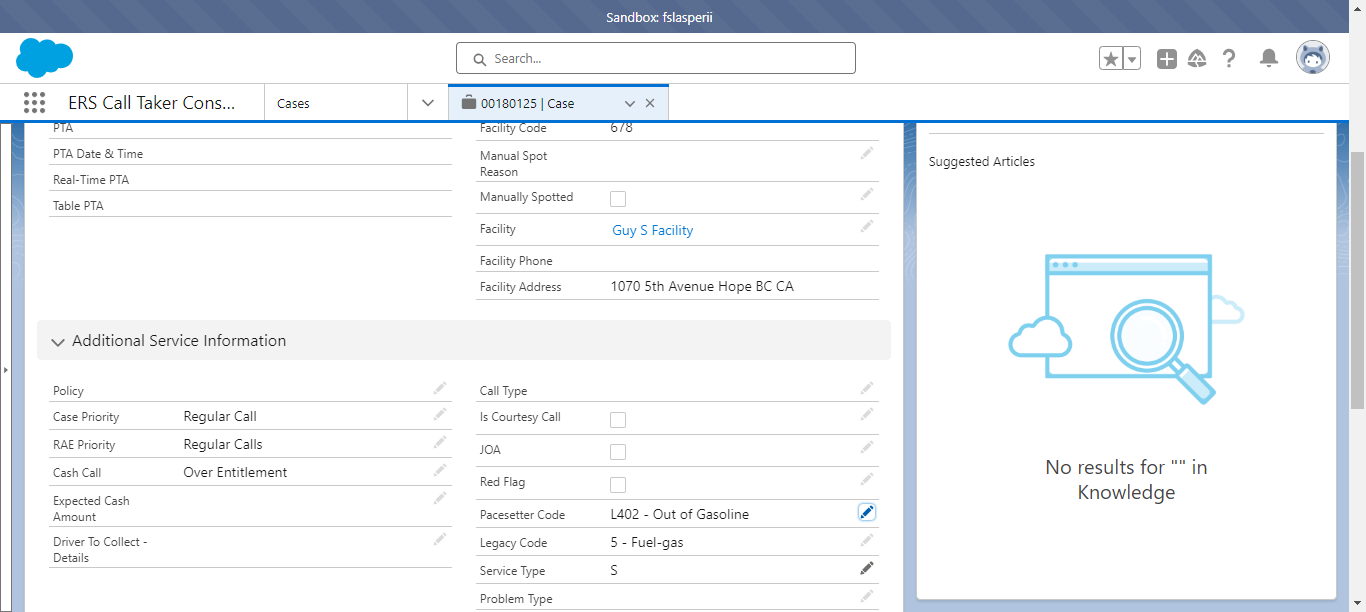 Sandbox: fslasperii
Search...
ERS Call Taker Cons...
Cases
00180125 | Case
PTA
PTA Date & Time
Real-Time PTA
Table PTA
Facility Code 678
Manual Spot
Reason
Manually Spotted
Facility Guy S Facility
Facility Phone
Facility Address 1070 5th Avenue Hope BC CA
Additional Service Information
Policy
Case Priority Regular Call
RAE Priority Regular Calls
Cash Call Over Entitlement
Expected Cash
Amount
Driver To Collect -
Details
Call Type
Is Courtesy Call
JOA
Red Flag
Pacesetter Code L402 - Out of Gasoline
Legacy Code 5 - Fuel-gas
Service Type S
Problem Type
Suggested Articles
No results for "" in
Knowledge